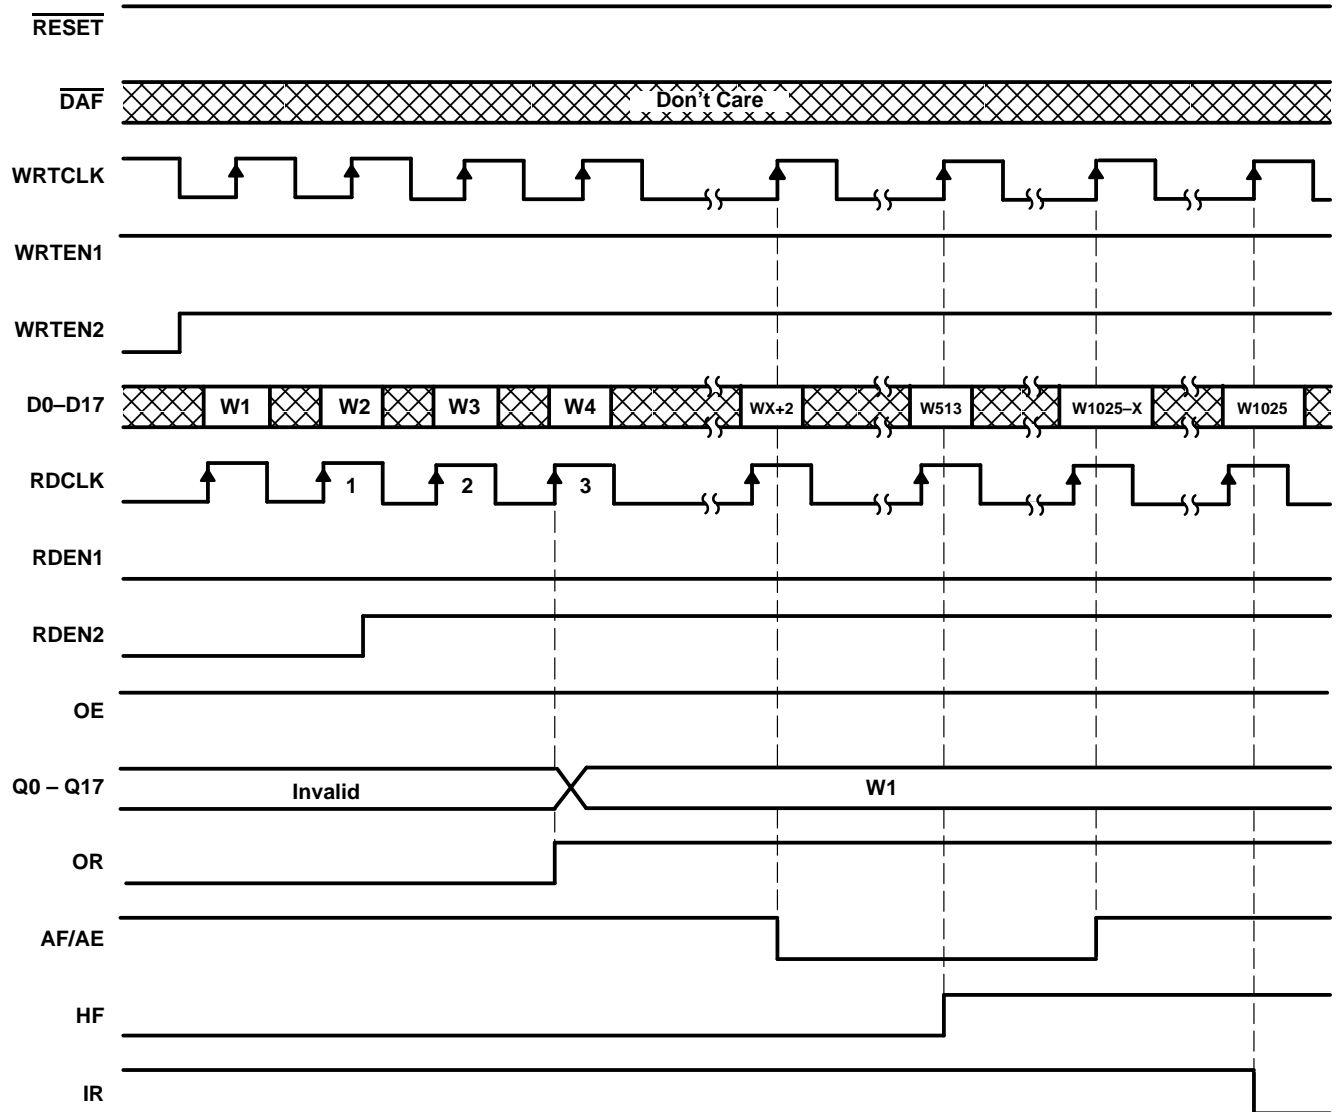 RESET
DAF
Don't Care
WRTCLK
WRTEN1
WRTEN2
D0–D17 W1 W2 W3 W4 WX+2 W513 W1025–X W1025
RDCLK 1 2 3
RDEN1
RDEN2
OE
Q0 – Q17 Invalid W1
OR
AF/AE
HF
IR